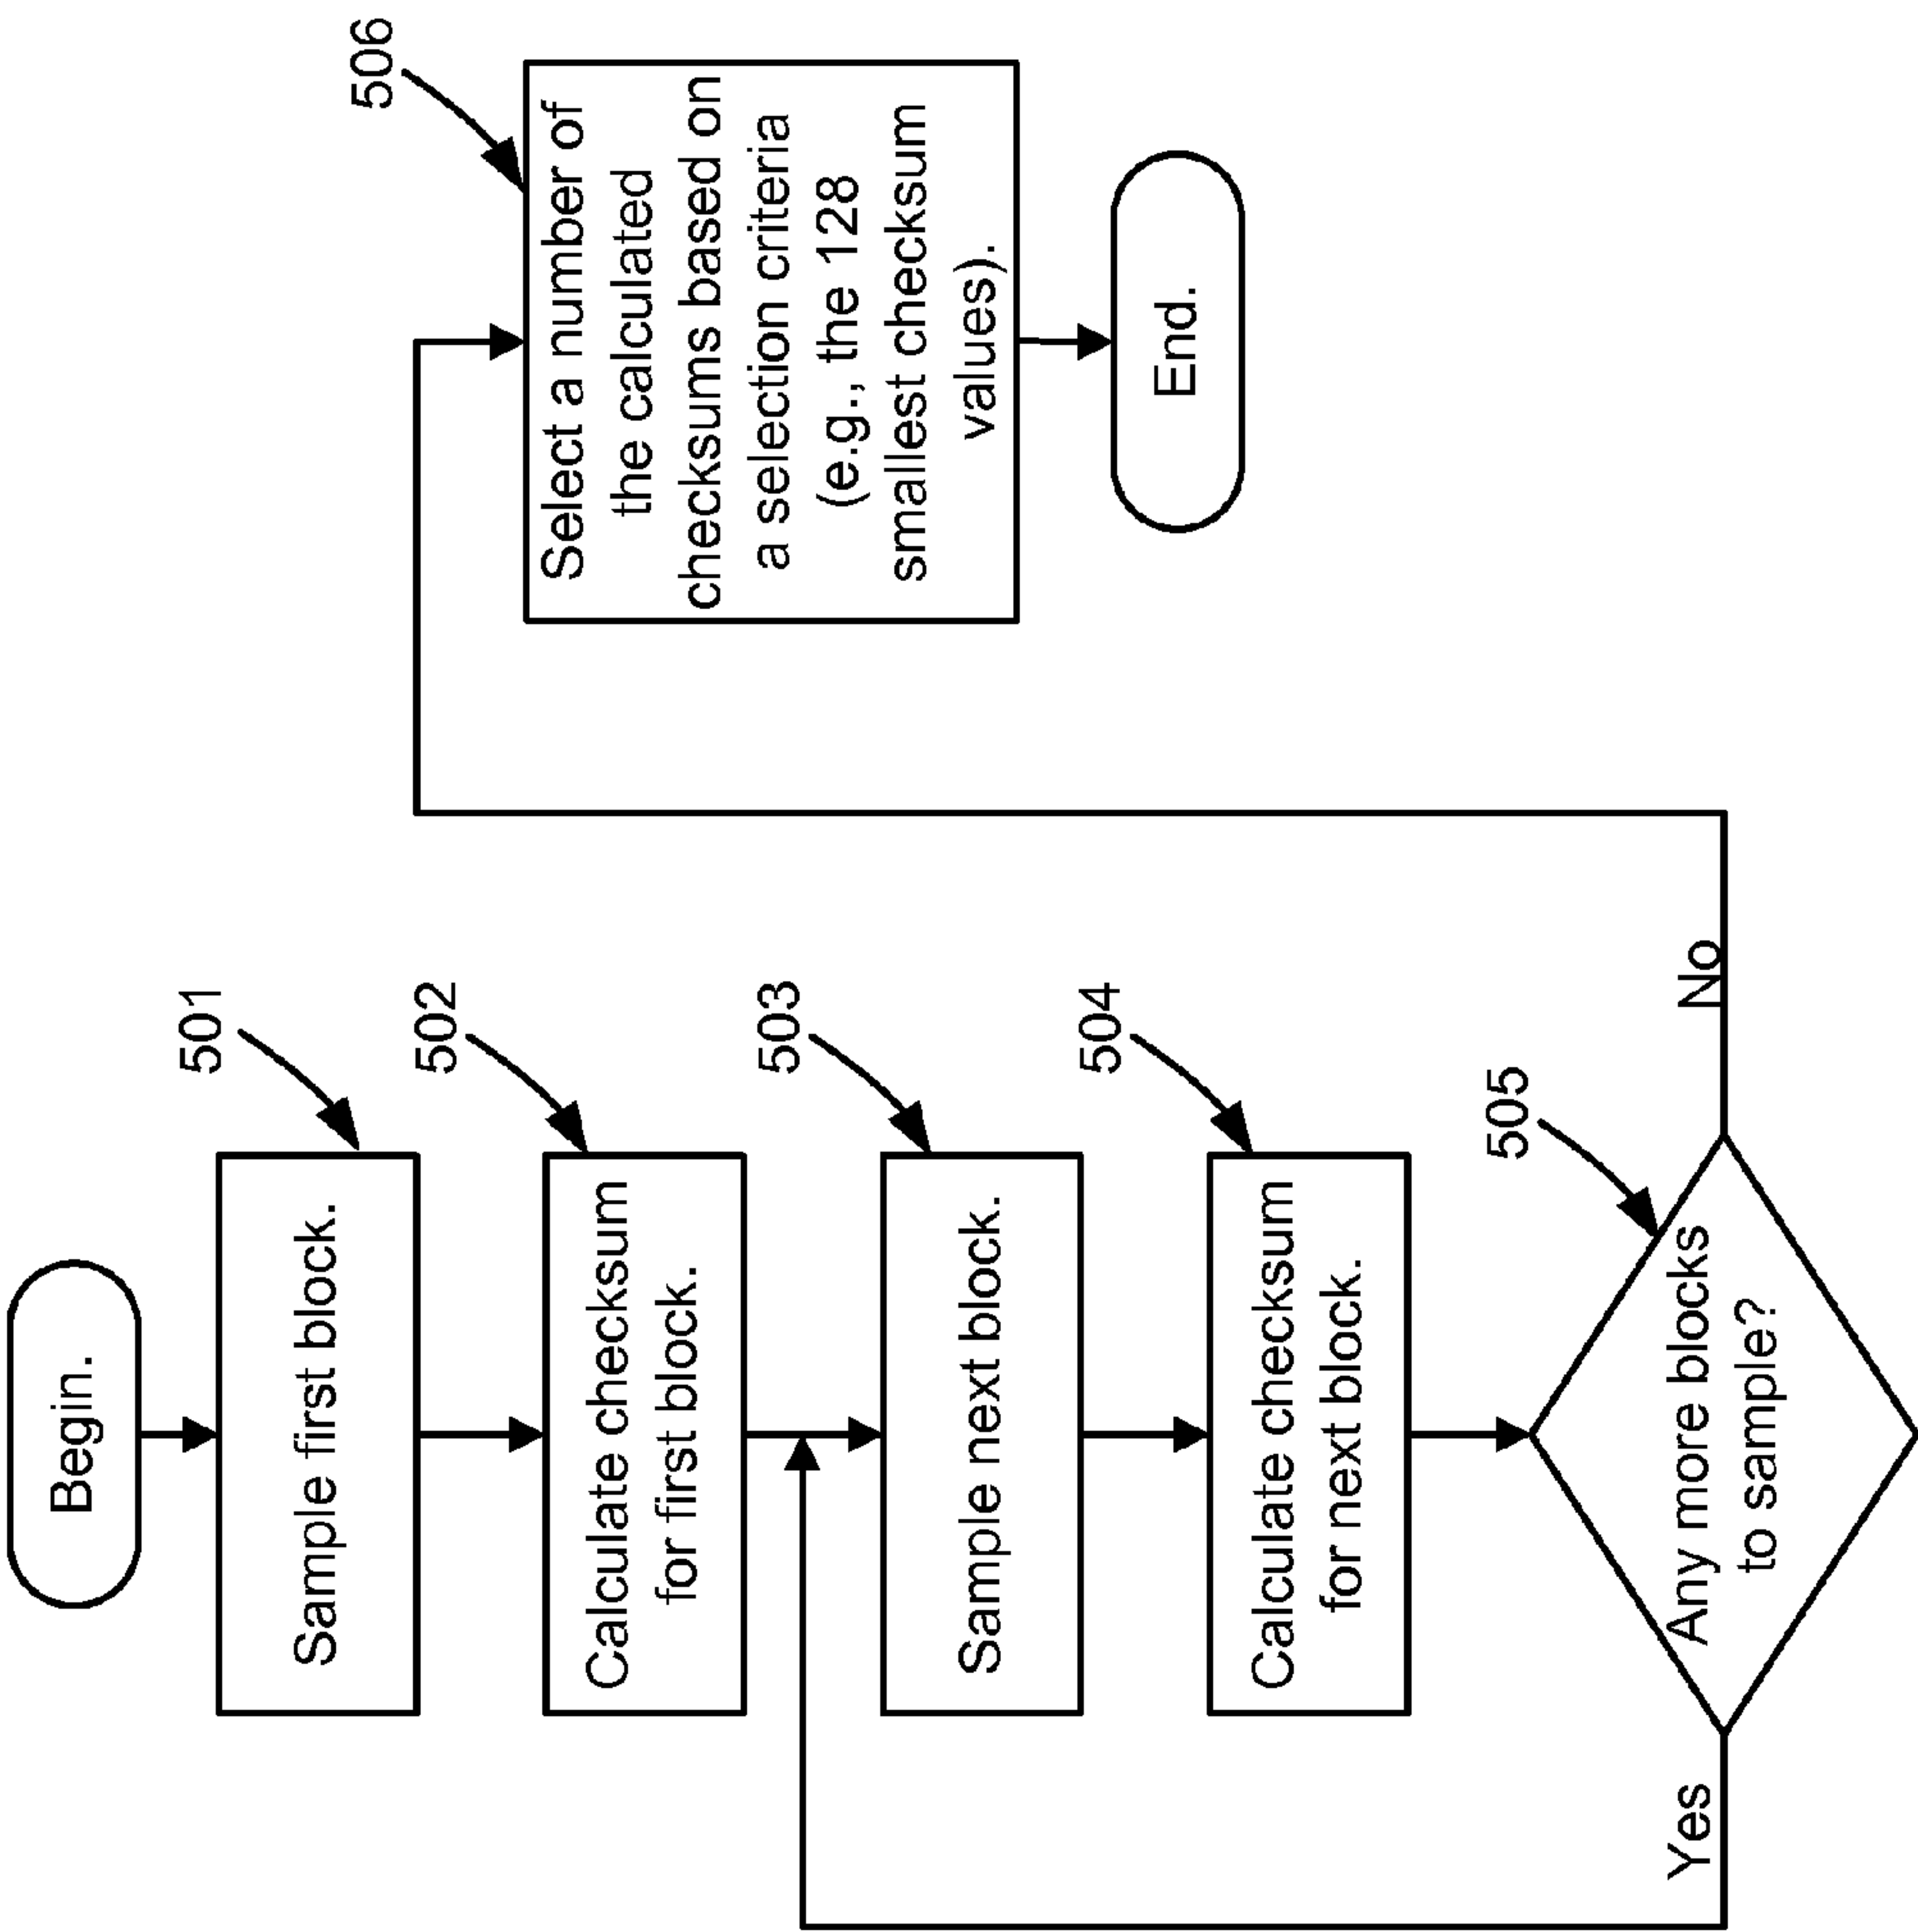 Begin.
501
Sample first block.
502
Calculate checksum
for first block.
503
Sample next block.
504
Calculate checksum
for next block.
505
Any more blocks
to sample?
Yes
No
506
Select a number of
the calculated
checksums based on
a selection criteria
(e.g., the 128
smallest checksum
values).
End.